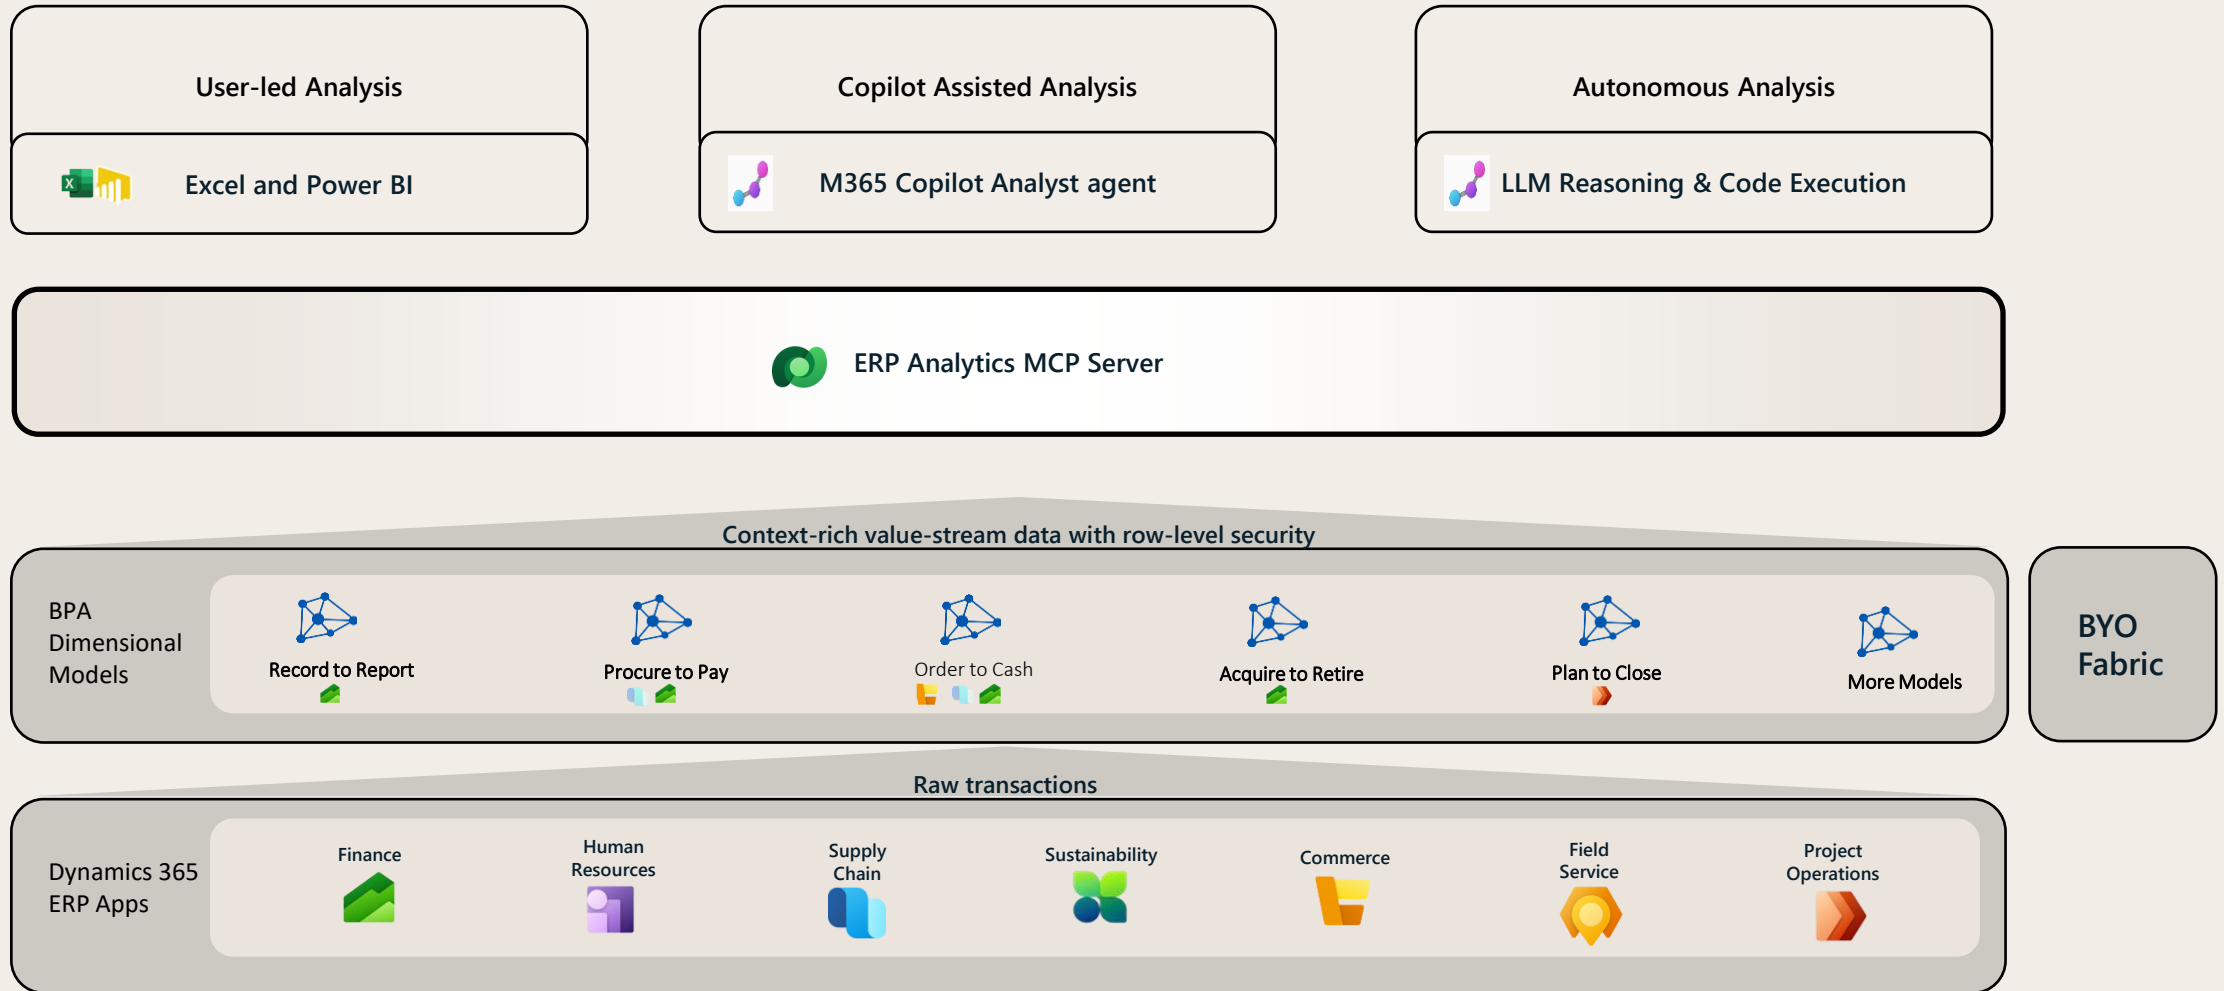 User-led Analysis
Copilot Assisted Analysis
Autonomous Analysis
Excel and Power BI
M365 Copilot Analyst agent
LLM Reasoning & Code Execution
ERP Analytics MCP Server
Context-rich value-stream data with row-level security
BPA
Dimensional
Models
Record to Report
Procure to Pay
Order to Cash
Acquire to Retire
Plan to Close
More Models
BYO
Fabric
Raw transactions
Dynamics 365
ERP Apps
Finance
Human
Resources
Supply
Chain
Sustainability
Commerce
Field
Service
Project
Operations